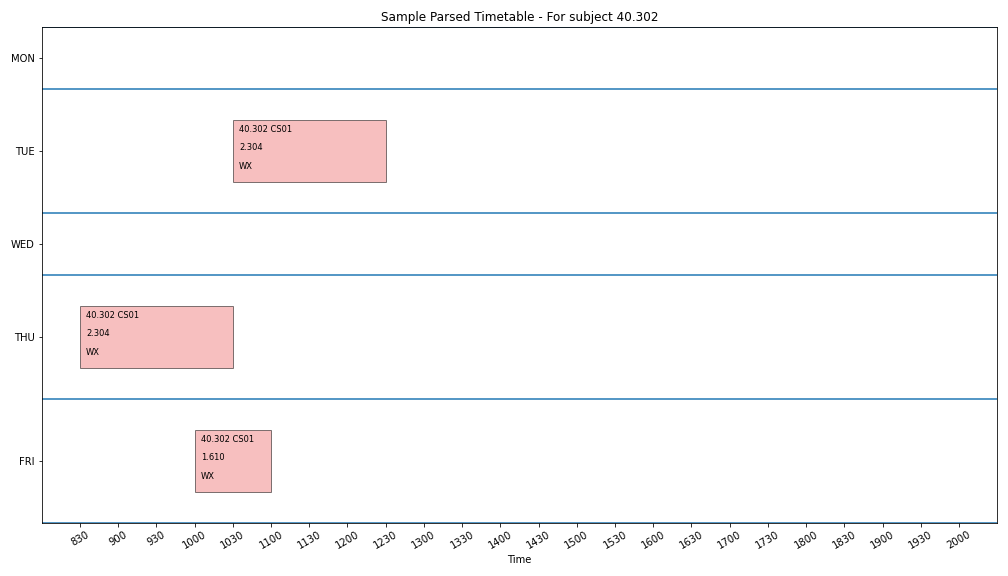 Sample Parsed Timetable - For subject 40.302
MON
TUE
40.302 CS01
2.304
WX
WED
THU
40.302 CS01
2.304
WX
FRI
40.302 CS01
1.610
WX
830 900 930 1000 1030 1100 1130 1200 1230 1300 1330 1400 1430 1500 1530 1600 1630 1700 1730 1800 1830 1900 1930 2000
Time